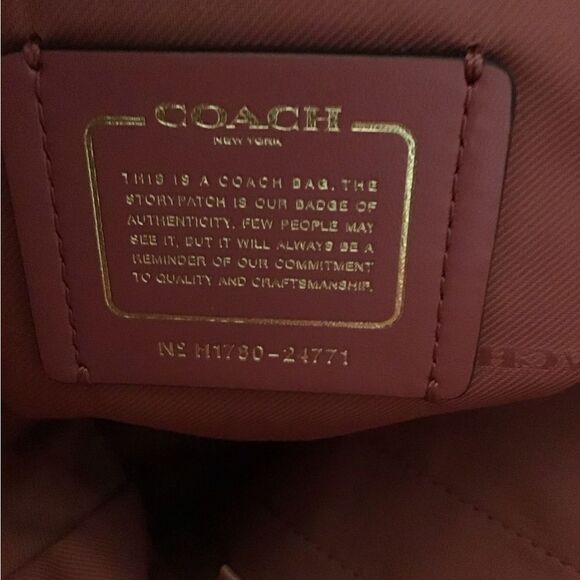 COACH
NEW YORK
THIS IS A COACH BAG. THE
STORYPATCH IS OUR BADGE OF
AUTHENTICITY. FEW PEOPLE MAY
SEE IT, BUT IT WILL ALWAYS BE A
REMINDER OF OUR COMMITMENT
TO QUALITY AND CRAFTSMANSHIP.
Nº H1780-24771
OACH